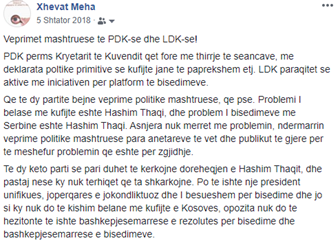 Xhevat Meha
5 Shtator 2018 ·
Veprimet mashtruese te PDK-se dhe LDK-se!
PDK perms Kryetarit te Kuvendit qet fore me thirrje te seancave, me
deklarata poltike primitive se kufijte jane te paprekshem etj. LDK paraqitet se
aktive me iniciativen per platform te bisedimeve.
Qe te dy partite bejne veprime politike mashtruese, qe pse. Problemi I
belase me kufijte eshte Hashim Thaqi, dhe problem I bisedimeve me
Serbine eshte Hashim Thaqi. Asnjera nuk merret me problemin, ndermarrin
veprime politike mashtruese para anetareve te vet dhe publikut te gjere per
te meshefur problemin qe eshte per zgjidhje.
Te dy keto parti se pari duhet te kerkojne doreheqjen e Hashim Thaqit, dhe
pastaj nese ky nuk terhiqet qe ta shkarkojne. Po te ishte nje president
unifikues, joperqares e jokondliktuoz dhe I besueshem per bisedime dhe jo
si ky nuk do te kishim belane me kufijte e Kosoves, opozita nuk do te
hezitonte te ishte bashkepjesemarrese e rezolutes per bisedime dhe
bashkepjesemarrese e bisedimeve.